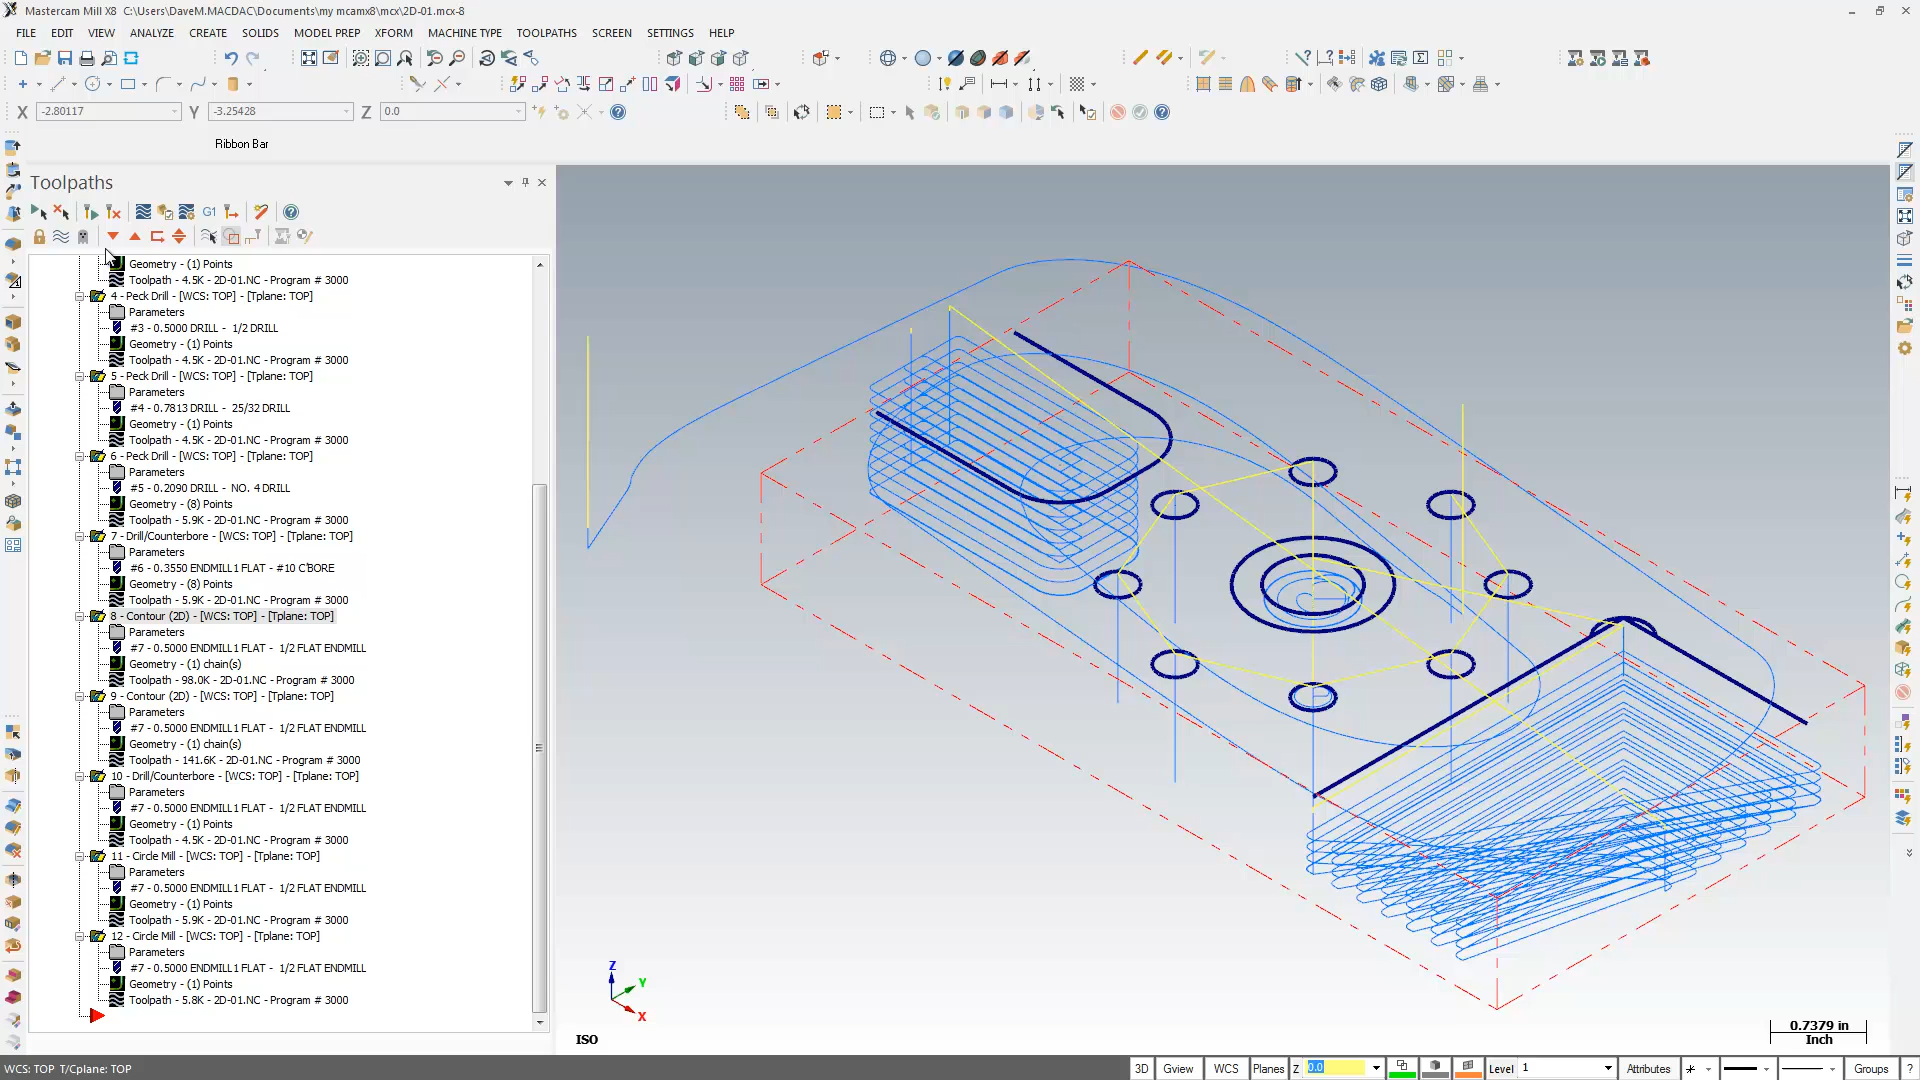 Mastercam Mill X8 C:\Users\DaveM.MACDAC\Documents\my mcamx8\mcx\2D-01.mcx-8
FILE EDIT VIEW ANALYZE CREATE SOLIDS MODEL PREP XFORM MACHINE TYPE TOOLPATHS SCREEN SETTINGS HELP
X -2.80117 Y -3.25428 Z 0.0
Ribbon Bar
Toolpaths
G1
Geometry - (1) Points
Toolpath - 4.5K - 2D-01.NC - Program # 3000
4 - Peck Drill - [WCS: TOP] - [Tplane: TOP]
Parameters
#3 - 0.5000 DRILL - 1/2 DRILL
Geometry - (1) Points
Toolpath - 4.5K - 2D-01.NC - Program # 3000
5 - Peck Drill - [WCS: TOP] - [Tplane: TOP]
Parameters
#4 - 0.7813 DRILL - 25/32 DRILL
Geometry - (1) Points
Toolpath - 4.5K - 2D-01.NC - Program # 3000
6 - Peck Drill - [WCS: TOP] - [Tplane: TOP]
Parameters
#5 - 0.2090 DRILL - NO. 4 DRILL
Geometry - (8) Points
Toolpath - 5.9K - 2D-01.NC - Program # 3000
7 - Drill/Counterbore - [WCS: TOP] - [Tplane: TOP]
Parameters
#6 - 0.3550 ENDMILL1 FLAT - #10 C'BORE
Geometry - (8) Points
Toolpath - 5.9K - 2D-01.NC - Program # 3000
8 - Contour (2D) - [WCS: TOP] - [Tplane: TOP]
Parameters
#7 - 0.5000 ENDMILL1 FLAT - 1/2 FLAT ENDMILL
Geometry - (1) chain(s)
Toolpath - 98.0K - 2D-01.NC - Program # 3000
9 - Contour (2D) - [WCS: TOP] - [Tplane: TOP]
Parameters
#7 - 0.5000 ENDMILL1 FLAT - 1/2 FLAT ENDMILL
Geometry - (1) chain(s)
Toolpath - 141.6K - 2D-01.NC - Program # 3000
10 - Drill/Counterbore - [WCS: TOP] - [Tplane: TOP]
Parameters
#7 - 0.5000 ENDMILL1 FLAT - 1/2 FLAT ENDMILL
Geometry - (1) Points
Toolpath - 4.5K - 2D-01.NC - Program # 3000
11 - Circle Mill - [WCS: TOP] - [Tplane: TOP]
Parameters
#7 - 0.5000 ENDMILL1 FLAT - 1/2 FLAT ENDMILL
Geometry - (1) Points
Toolpath - 5.9K - 2D-01.NC - Program # 3000
12 - Circle Mill - [WCS: TOP] - [Tplane: TOP]
Parameters
#7 - 0.5000 ENDMILL1 FLAT - 1/2 FLAT ENDMILL
Geometry - (1) Points
Toolpath - 5.8K - 2D-01.NC - Program # 3000
Z
Y
X
ISO
0.7379 in
Inch
WCS: TOP T/Cplane: TOP
3D Gview WCS Planes Z 0.0 Level 1 Attributes Groups ?